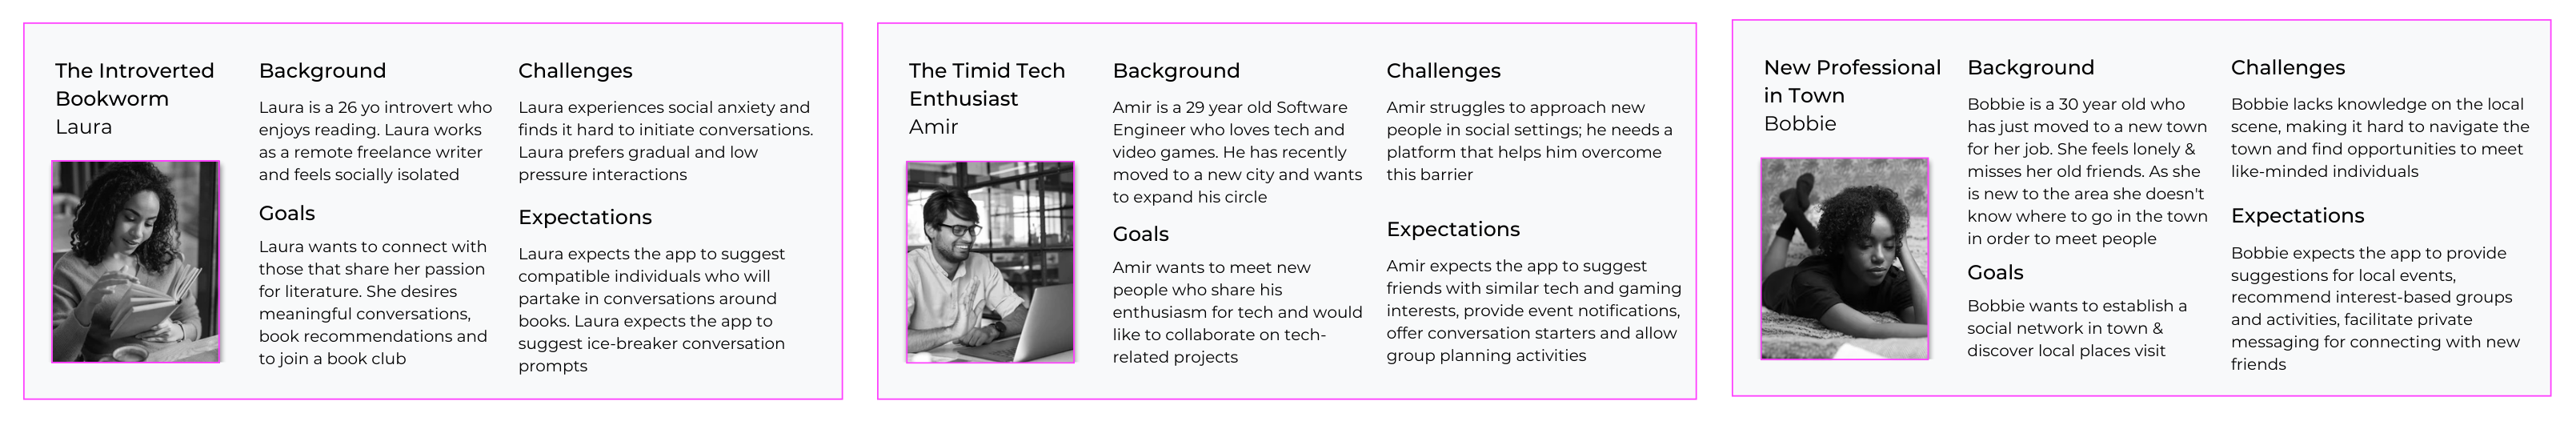 The Introverted
Bookworm
Laura
Background
Laura is a 26 yo introvert who
enjoys reading. Laura works
as a remote freelance writer
and feels socially isolated
Goals
Laura wants to connect with
those that share her passion
for literature. She desires
meaningful conversations,
book recommendations and
to join a book club
Challenges
Laura experiences social anxiety and
finds it hard to initiate conversations.
Laura prefers gradual and low
pressure interactions
Expectations
Laura expects the app to suggest
compatible individuals who will
partake in conversations around
books. Laura expects the app to
suggest ice-breaker conversation
prompts
The Timid Tech
Enthusiast
Amir
Background
Amir is a 29 year old Software
Engineer who loves tech and
video games. He has recently
moved to a new city and wants
to expand his circle
Goals
Amir wants to meet new
people who share his
enthusiasm for tech and would
like to collaborate on tech-
related projects
Challenges
Amir struggles to approach new
people in social settings; he needs a
platform that helps him overcome
this barrier
Expectations
Amir expects the app to suggest
friends with similar tech and gaming
interests, provide event notifications,
offer conversation starters and allow
group planning activities
New Professional
in Town
Bobbie
Background
Bobbie is a 30 year old who
has just moved to a new town
for her job. She feels lonely &
misses her old friends. As she
is new to the area she doesn't
know where to go in the town
in order to meet people
Goals
Bobbie wants to establish a
social network in town &
discover local places visit
Challenges
Bobbie lacks knowledge on the local
scene, making it hard to navigate the
town and find opportunities to meet
like-minded individuals
Expectations
Bobbie expects the app to provide
suggestions for local events,
recommend interest-based groups
and activities, facilitate private
messaging for connecting with new
friends